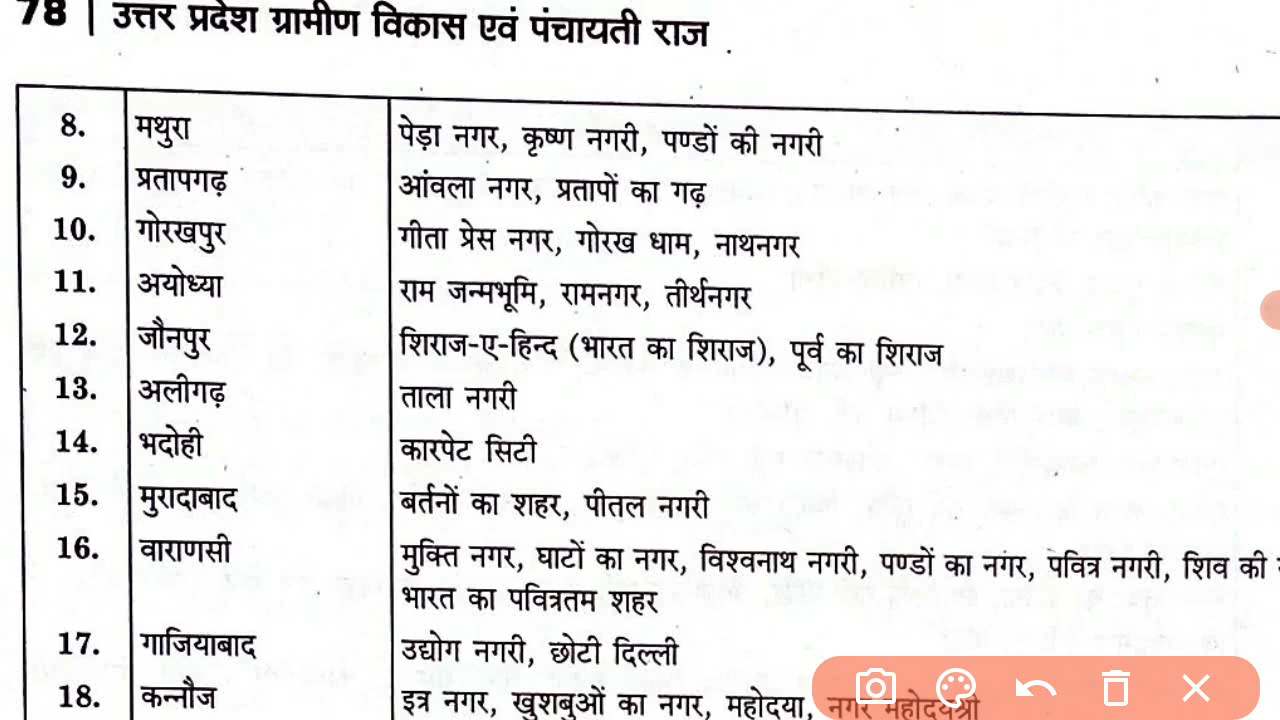 78 | उत्तर प्रदेश ग्रामीण विकास एवं पंचायती राज
8. मथुरा पेड़ा नगर, कृष्ण नगरी, पण्डों की नगरी
9. प्रतापगढ़ आंवला नगर, प्रतापों का गढ़
10. गोरखपुर गीता प्रेस नगर, गोरख धाम, नाथनगर
11. अयोध्या राम जन्मभूमि, रामनगर, तीर्थनगर
12. जौनपुर शिराज-ए-हिन्द (भारत का शिराज), पूर्व का शिराज
13. अलीगढ़ ताला नगरी
14. भदोही कारपेट सिटी
15. मुरादाबाद बर्तनों का शहर, पीतल नगरी
16. वाराणसी मुक्ति नगर, घाटों का नगर, विश्वनाथ नगरी, पण्डों का नगर, पवित्र नगरी, शिव की
भारत का पवित्रतम शहर
17. गाजियाबाद उद्योग नगरी, छोटी दिल्ली
18. कन्नौज इत्र नगर, खुशबुओं का नगर, महोदया, नगर महोदयश्री